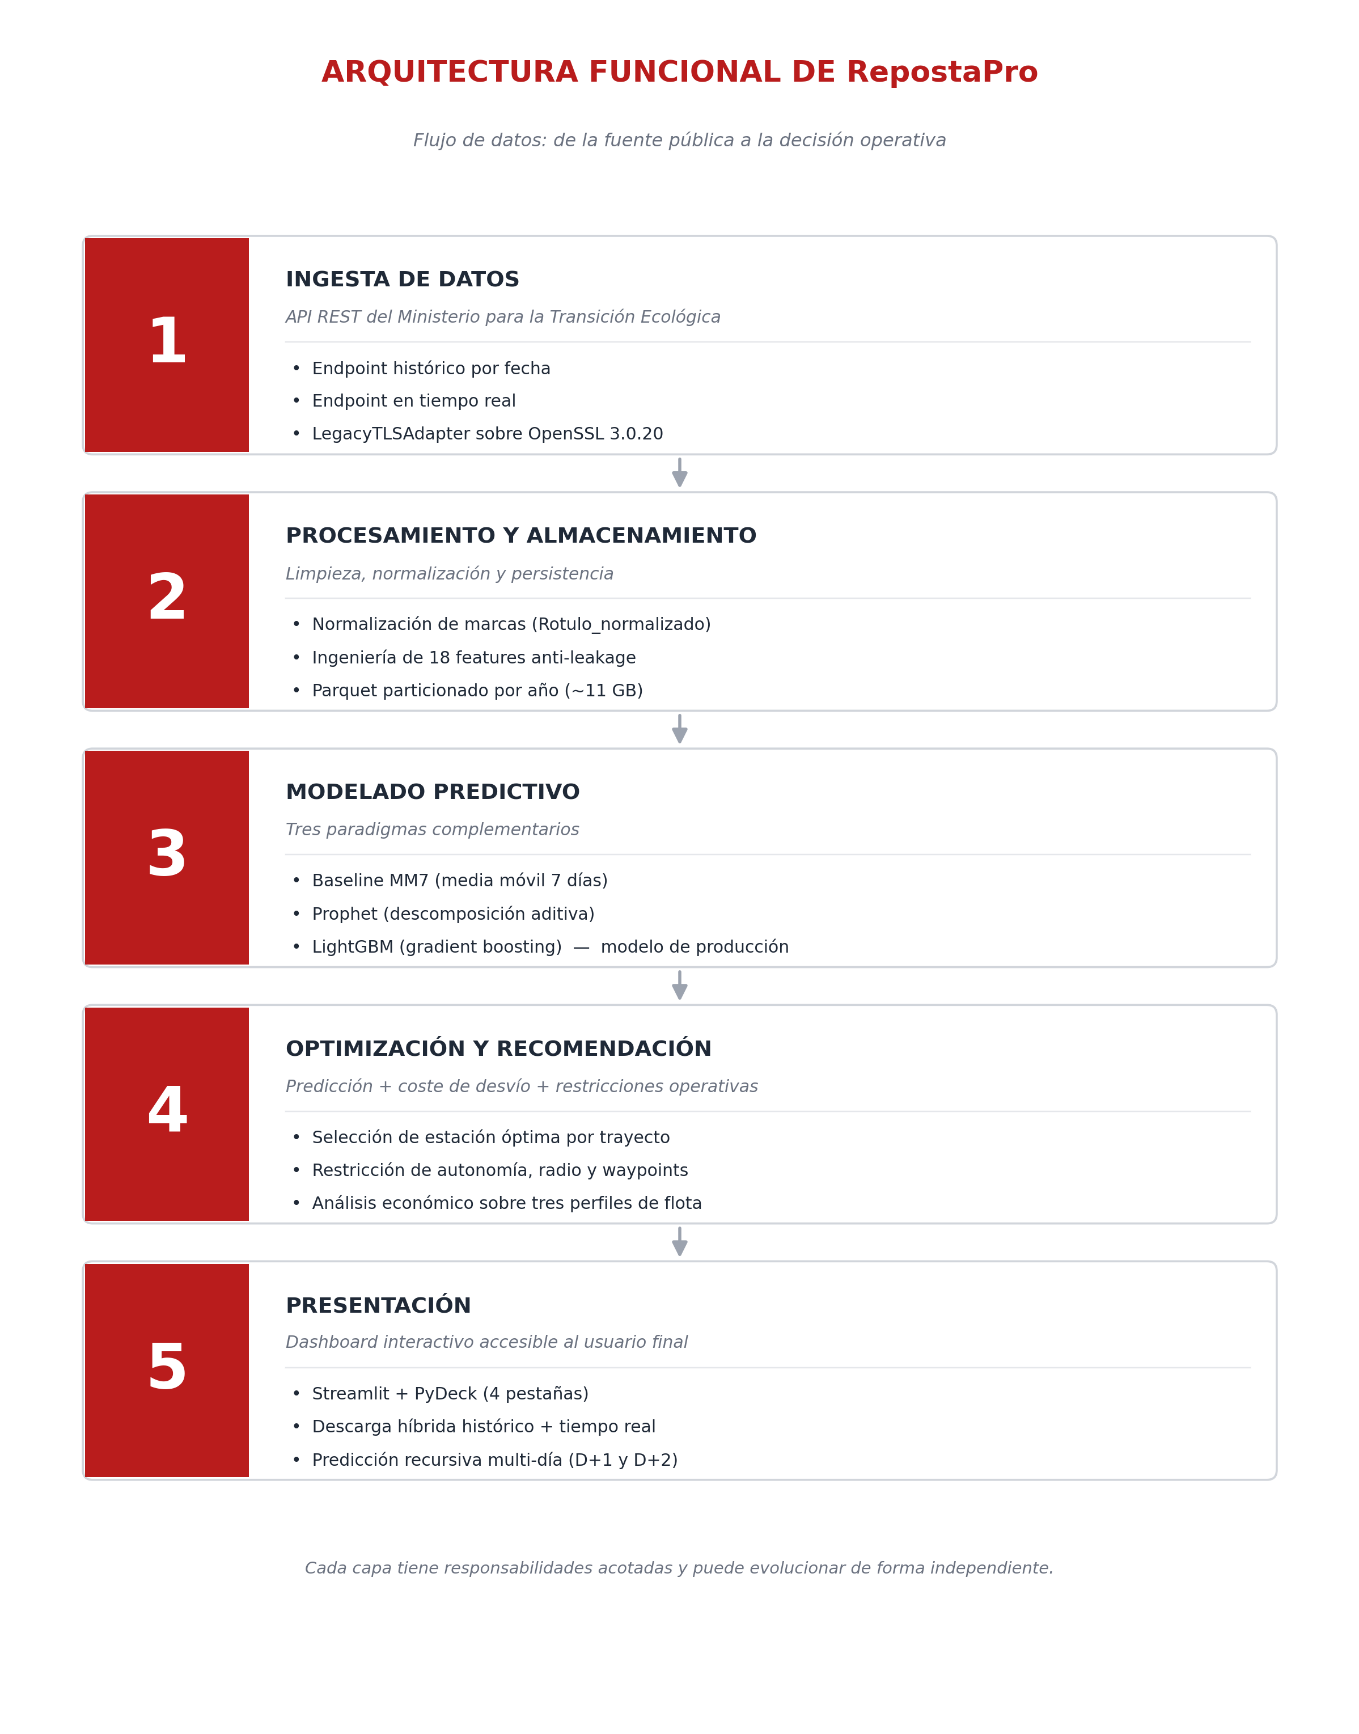 ARQUITECTURA FUNCIONAL DE RepostaPro
Flujo de datos: de la fuente pública a la decisión operativa
1
INGESTA DE DATOS
API REST del Ministerio para la Transición Ecológica
• Endpoint histórico por fecha
• Endpoint en tiempo real
• LegacyTLSAdapter sobre OpenSSL 3.0.20
2
PROCESAMIENTO Y ALMACENAMIENTO
Limpieza, normalización y persistencia
• Normalización de marcas (Rotulo_normalizado)
• Ingeniería de 18 features anti-leakage
• Parquet particionado por año (~11 GB)
3
MODELADO PREDICTIVO
Tres paradigmas complementarios
• Baseline MM7 (media móvil 7 días)
• Prophet (descomposición aditiva)
• LightGBM (gradient boosting) — modelo de producción
4
OPTIMIZACIÓN Y RECOMENDACIÓN
Predicción + coste de desvío + restricciones operativas
• Selección de estación óptima por trayecto
• Restricción de autonomía, radio y waypoints
• Análisis económico sobre tres perfiles de flota
5
PRESENTACIÓN
Dashboard interactivo accesible al usuario final
• Streamlit + PyDeck (4 pestañas)
• Descarga híbrida histórico + tiempo real
• Predicción recursiva multi-día (D+1 y D+2)
Cada capa tiene responsabilidades acotadas y puede evolucionar de forma independiente.